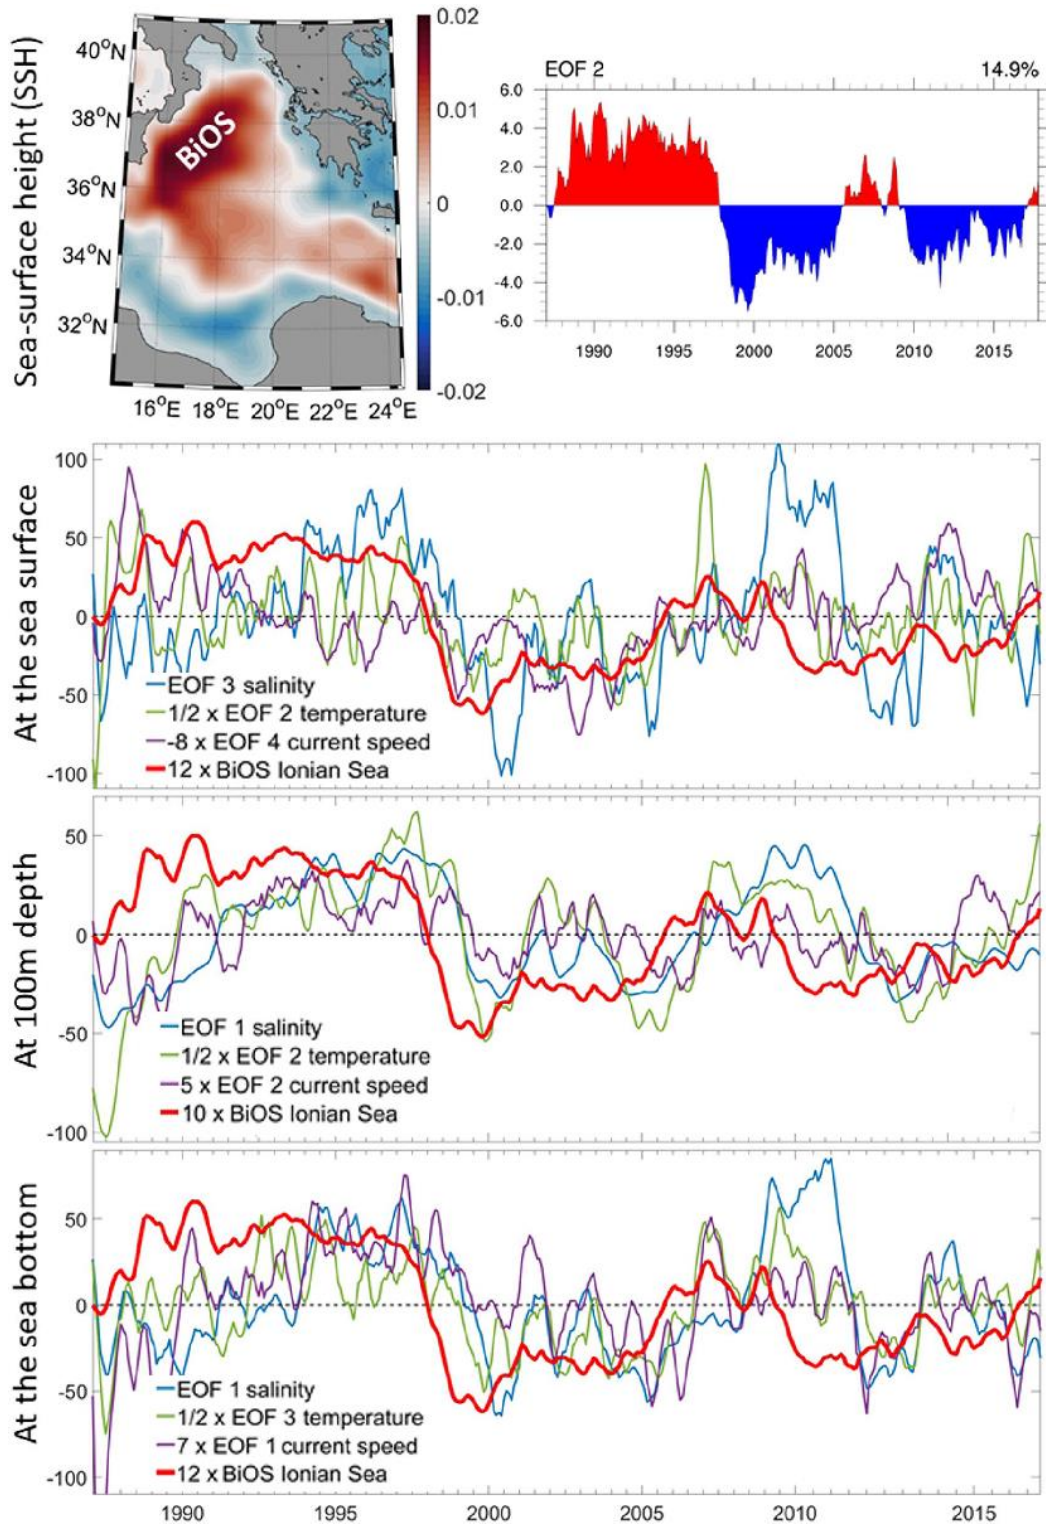 Sea-surface height (SSH)
40°N
38°N
36°N
34°N
32°N
16°E 18°E 20°E 22°E 24°E
BiOS
0.02
0.01
0
-0.01
-0.02
EOF 2 14.9%
6.0
4.0
2.0
0.0
-2.0
-4.0
-6.0
1990 1995 2000 2005 2010 2015
At the sea surface
100
50
0
-50
-100
EOF 3 salinity
1/2 x EOF 2 temperature
-8 x EOF 4 current speed
12 x BiOS Ionian Sea
At 100m depth
50
0
-50
-100
EOF 1 salinity
1/2 x EOF 2 temperature
5 x EOF 2 current speed
10 x BiOS Ionian Sea
At the sea bottom
50
0
-50
-100
EOF 1 salinity
1/2 x EOF 3 temperature
7 x EOF 1 current speed
12 x BiOS Ionian Sea
1990 1995 2000 2005 2010 2015